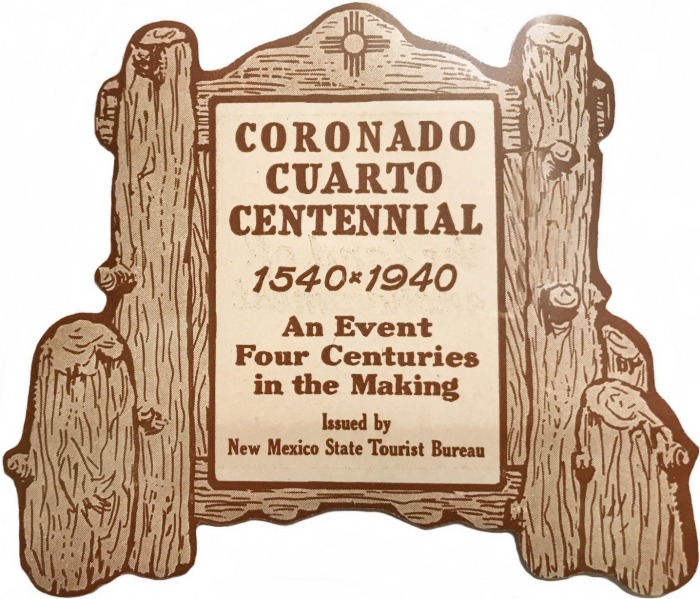 CORONADO
CUARTO
CENTENNIAL
1540×1940
An Event
Four Centuries
in the Making
Issued by
New Mexico State Tourist Bureau